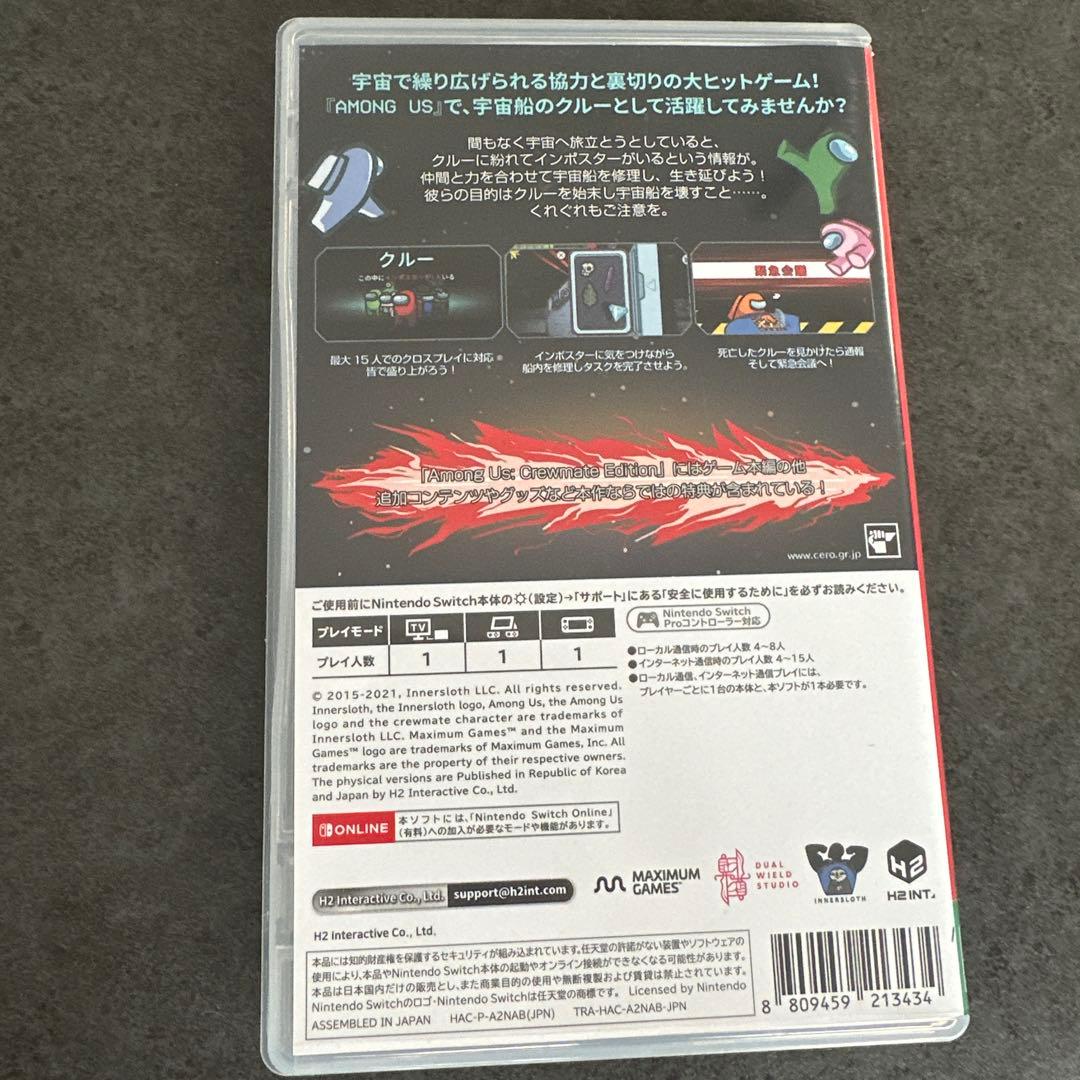 宇宙で繰り広げられる協力と裏切りの大ヒットゲーム!
『AMONG US』で、宇宙船のクルーとして活躍してみませんか?
間もなく宇宙へ旅立とうとしていると、
クルーに紛れてインポスターがいるという情報が。
仲間と力を合わせて宇宙船を修理し、生き延びよう!
彼らの目的はクルーを始末し宇宙船を壊すこと……。
くれぐれもご注意を。
クルー
この中に
いる
緊急会議
最大 15 人でのクロスプレイに対応※
皆で盛り上がろう!
インポスターに気をつけながら
船内を修理しタスクを完了させよう。
死亡したクルーを見かけたら通報
そして緊急会議へ!
「Among Us: Crewmate Edition」にはゲーム本編の他
追加コンテンツやグッズなど本作ならではの特典が含まれている!
www.cero.gr.jp
ご使用前にNintendo Switch本体の(設定)→「サポート」にある「安全に使用するために」を必ずお読みください。
プレイモード TV
プレイ人数 1 1 1
Nintendo Switch
Proコントローラー対応
●ローカル通信時のプレイ人数 4~8人
●インターネット通信時のプレイ人数 4~15人
●ローカル通信、インターネット通信プレイには、
プレイヤーごとに1台の本体と、本ソフトが1本必要です。
© 2015-2021, Innersloth LLC. All rights reserved.
Innersloth, the Innersloth logo, Among Us, the Among Us
logo and the crewmate character are trademarks of
Innersloth LLC. Maximum Games™ and the Maximum
Games™ logo are trademarks of Maximum Games, Inc. All
trademarks are the property of their respective owners.
The physical versions are Published in Republic of Korea
and Japan by H2 Interactive Co., Ltd.
ONLINE
本ソフトには、「Nintendo Switch Online」
(有料)への加入が必要なモードや機能があります。
H2 Interactive Co., Ltd. support@h2int.com
MAXIMUM
GAMES
DUAL
WIELD
STUDIO
INNERSLOTH
H2
H2 INT.
H2 Interactive Co., Ltd.
本品には知的財産権を保護するセキュリティが組み込まれています。任天堂の許諾がない装置やソフトウェアの
使用により、本品やNintendo Switch本体の起動やオンライン接続ができなくなる可能性があります。
本品は日本国内だけの販売とし、また商業目的の使用や無断複製および賃貸は禁止されています。
Nintendo Switchのロゴ・Nintendo Switchは任天堂の商標です。 Licensed by Nintendo
ASSEMBLED IN JAPAN HAC-P-A2NAB(JPN) TRA-HAC-A2NAB-JPN
8 809459 213434